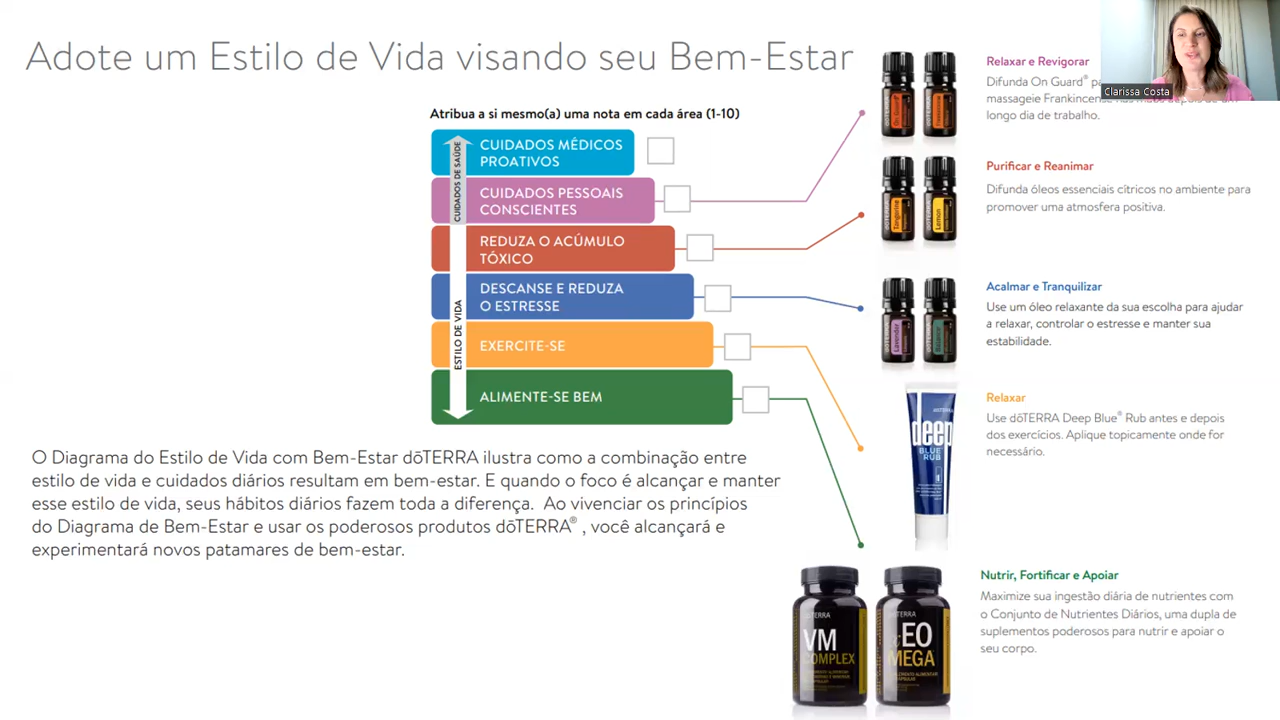 Adote um Estilo de Vida visando seu Bem-Estar
Atribua a si mesmo(a) uma nota em cada área (1-10)
CUIDADOS DE SAÚDE
ESTILO DE VIDA
CUIDADOS MÉDICOS
PROATIVOS
CUIDADOS PESSOAIS
CONSCIENTES
REDUZA O ACÚMULO
TÓXICO
DESCANSE E REDUZA
O ESTRESSE
EXERCITE-SE
ALIMENTE-SE BEM
O Diagrama do Estilo de Vida com Bem-Estar dōTERRA ilustra como a combinação entre
estilo de vida e cuidados diários resultam em bem-estar. E quando o foco é alcançar e manter
esse estilo de vida, seus hábitos diários fazem toda a diferença. Ao vivenciar os princípios
do Diagrama de Bem-Estar e usar os poderosos produtos dōTERRA®, você alcançará e
experimentará novos patamares de bem-estar.
Relaxar e Revigorar
Difunda On Guard®
massageie Frankincense
longo dia de trabalho.
Clarissa Costa
Purificar e Reanimar
Difunda óleos essenciais cítricos no ambiente para
promover uma atmosfera positiva.
Tangerine
Lemon
Acalmar e Tranquilizar
Use um óleo relaxante da sua escolha para ajudar
a relaxar, controlar o estresse e manter sua
estabilidade.
Lavender
Relaxar
Use dōTERRA Deep Blue® Rub antes e depois
dos exercícios. Aplique topicamente onde for
necessário.
deep
BLUE
RUB
Nutrir, Fortificar e Apoiar
Maximize sua ingestão diária de nutrientes com
o Conjunto de Nutrientes Diários, uma dupla de
suplementos poderosos para nutrir e apoiar o
seu corpo.
VM
COMPLEX
EO
MEGA